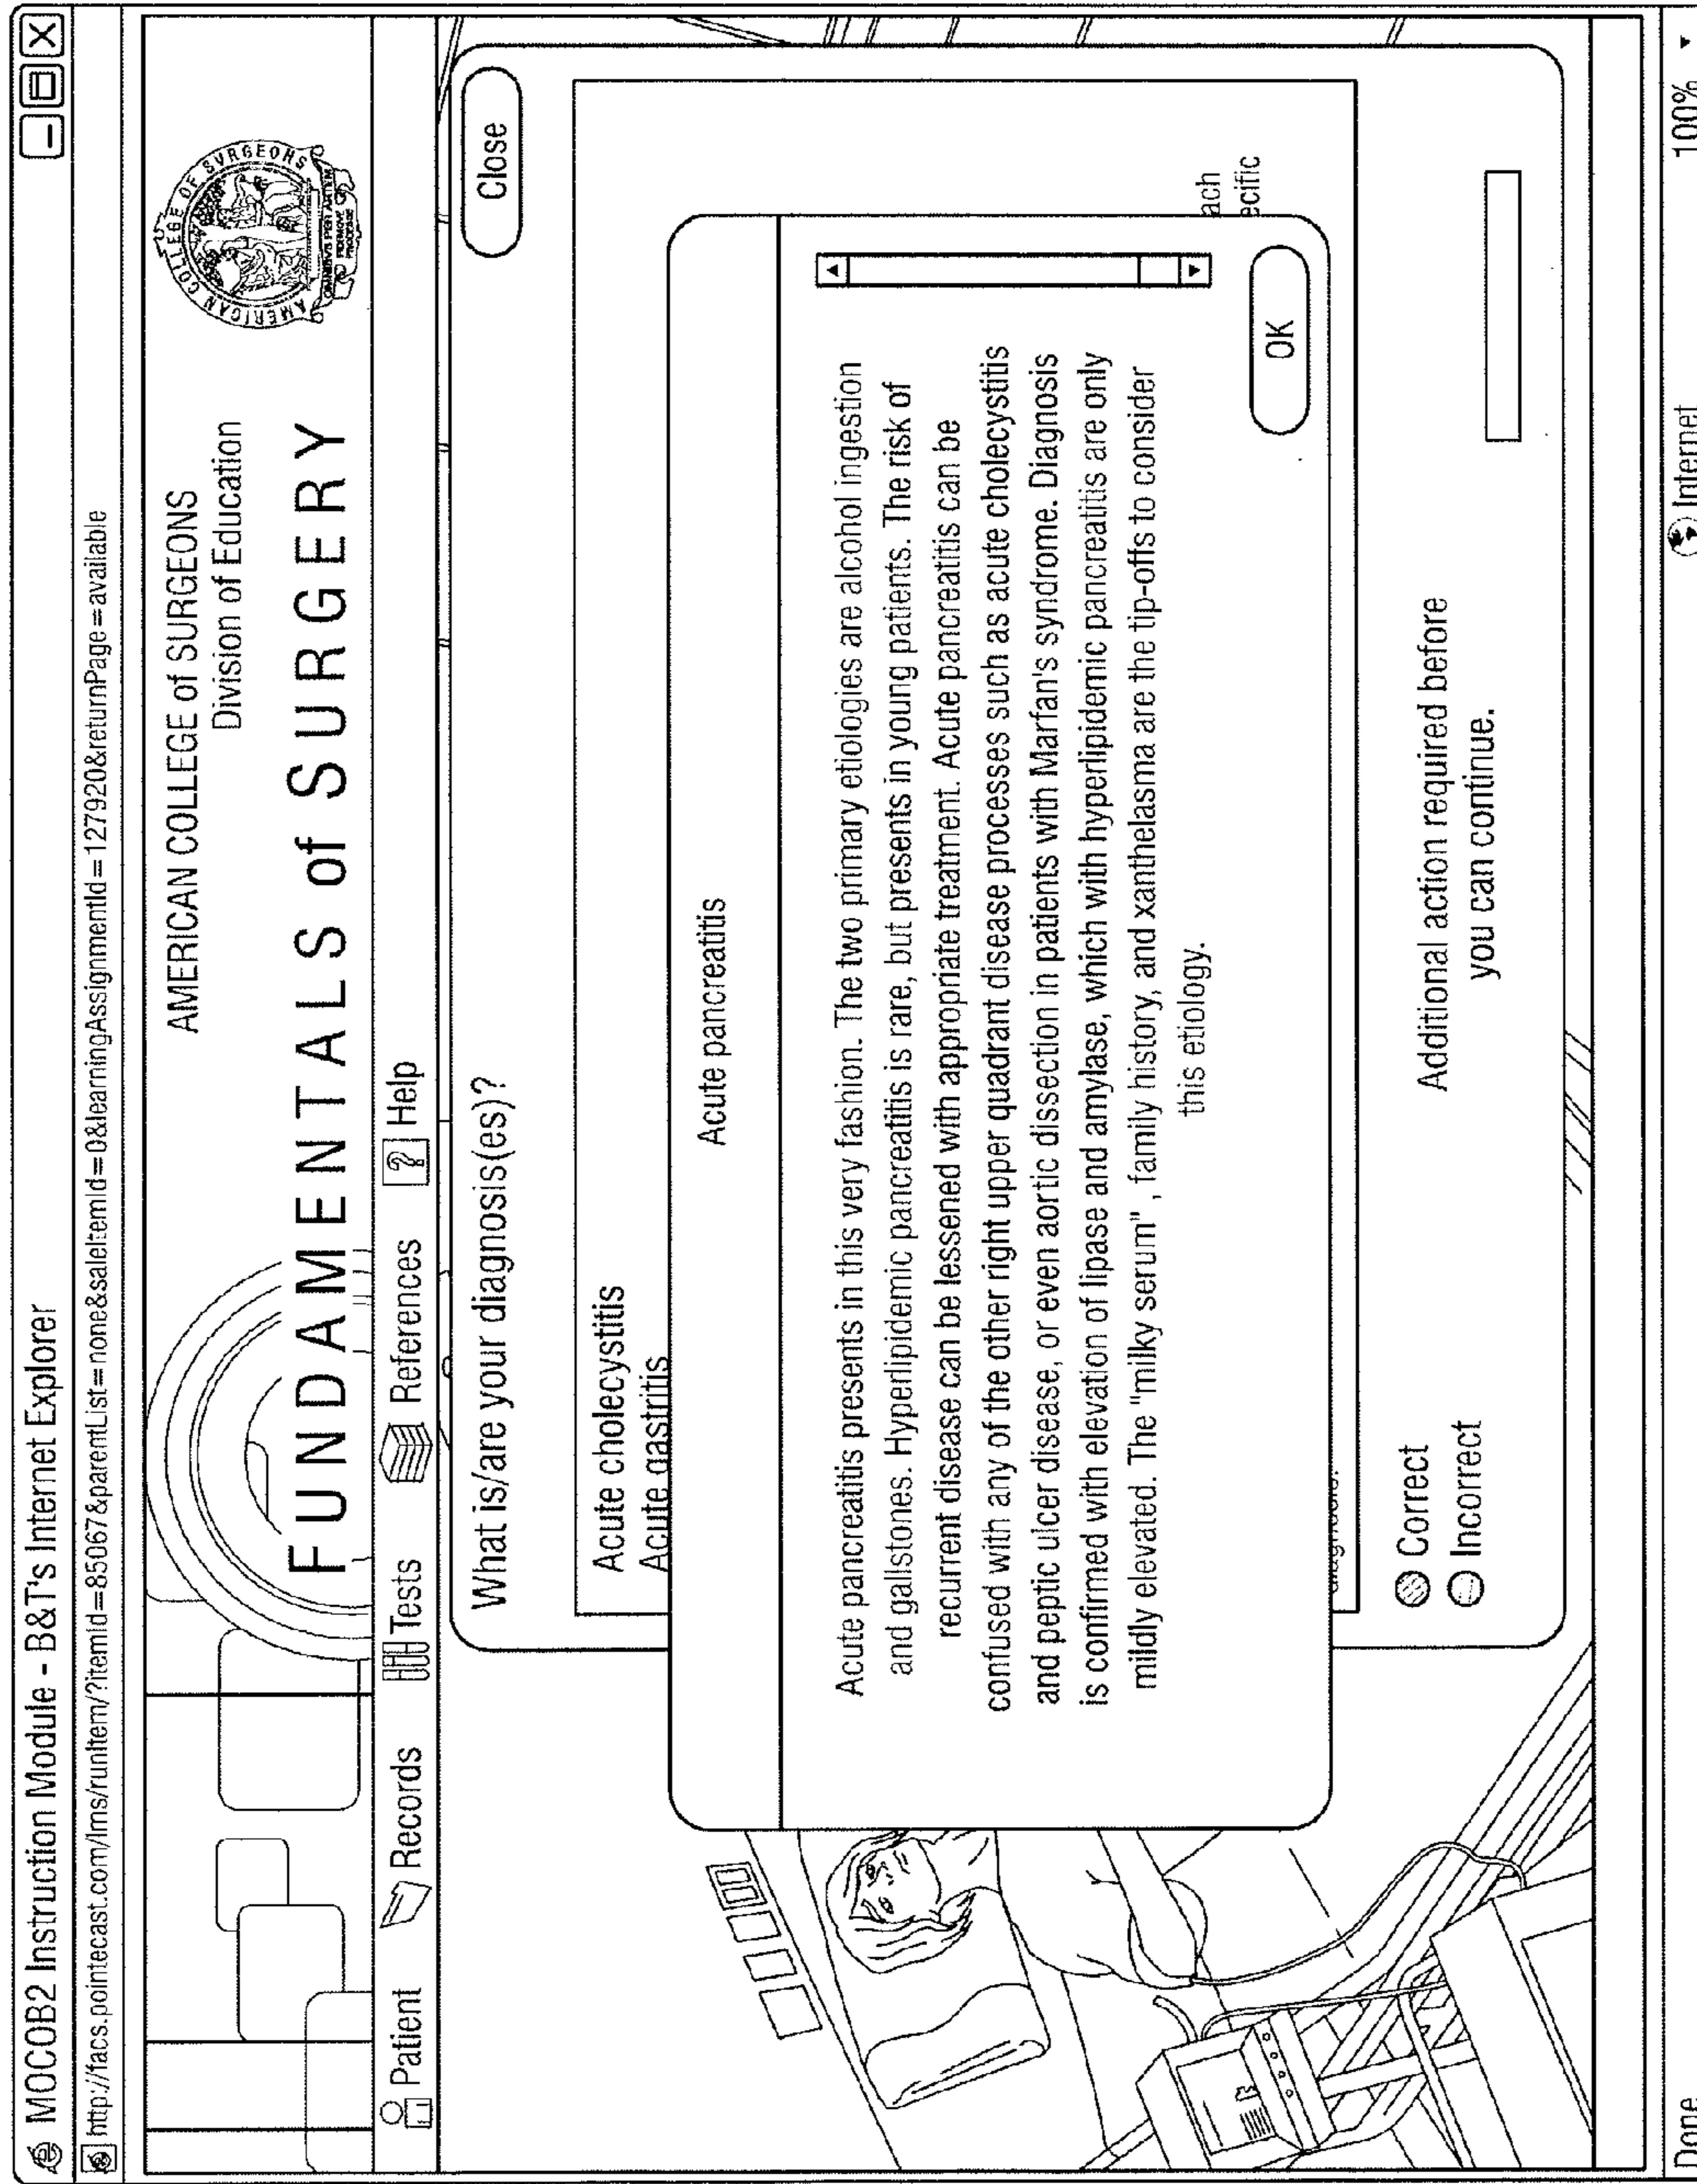 MOCOB2 Instruction Module - B&T's Internet Explorer
http://facs.pointecast.com/lms/runItem/?itemId=85067&parentList=none&saleItemId=0&learningAssignmentId=127920&returnPage=available
AMERICAN COLLEGE of SURGEONS
Division of Education
FUNDAMENTALS of SURGERY
AMERICAN COLLEGE OF SURGEONS
Patient Records Tests References ? Help
What is/are your diagnosis(es)?
Close
Acute cholecystitis
Acute gastritis
Acute pancreatitis
Acute pancreatitis presents in this very fashion. The two primary etiologies are alcohol ingestion
and gallstones. Hyperlipidemic pancreatitis is rare, but presents in young patients. The risk of
recurrent disease can be lessened with appropriate treatment. Acute pancreatitis can be
confused with any of the other right upper quadrant disease processes such as acute cholecystitis
and peptic ulcer disease, or even aortic dissection in patients with Marfan's syndrome. Diagnosis
is confirmed with elevation of lipase and amylase, which with hyperlipidemic pancreatitis are only
mildly elevated. The "milky serum", family history, and xanthelasma are the tip-offs to consider
this etiology.
ach
ecific
OK
Correct
Incorrect
Additional action required before
you can continue.
Done Internet 100%